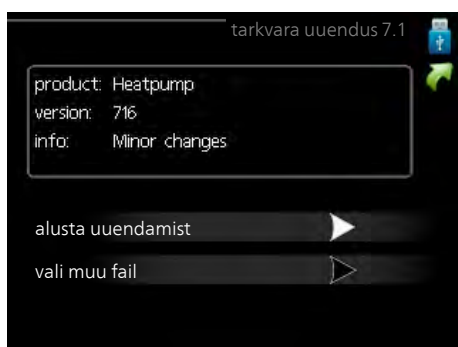 tarkvara uuendus 7.1
product: Heatpump
version: 716
info: Minor changes
alusta uuendamist
vali muu fail